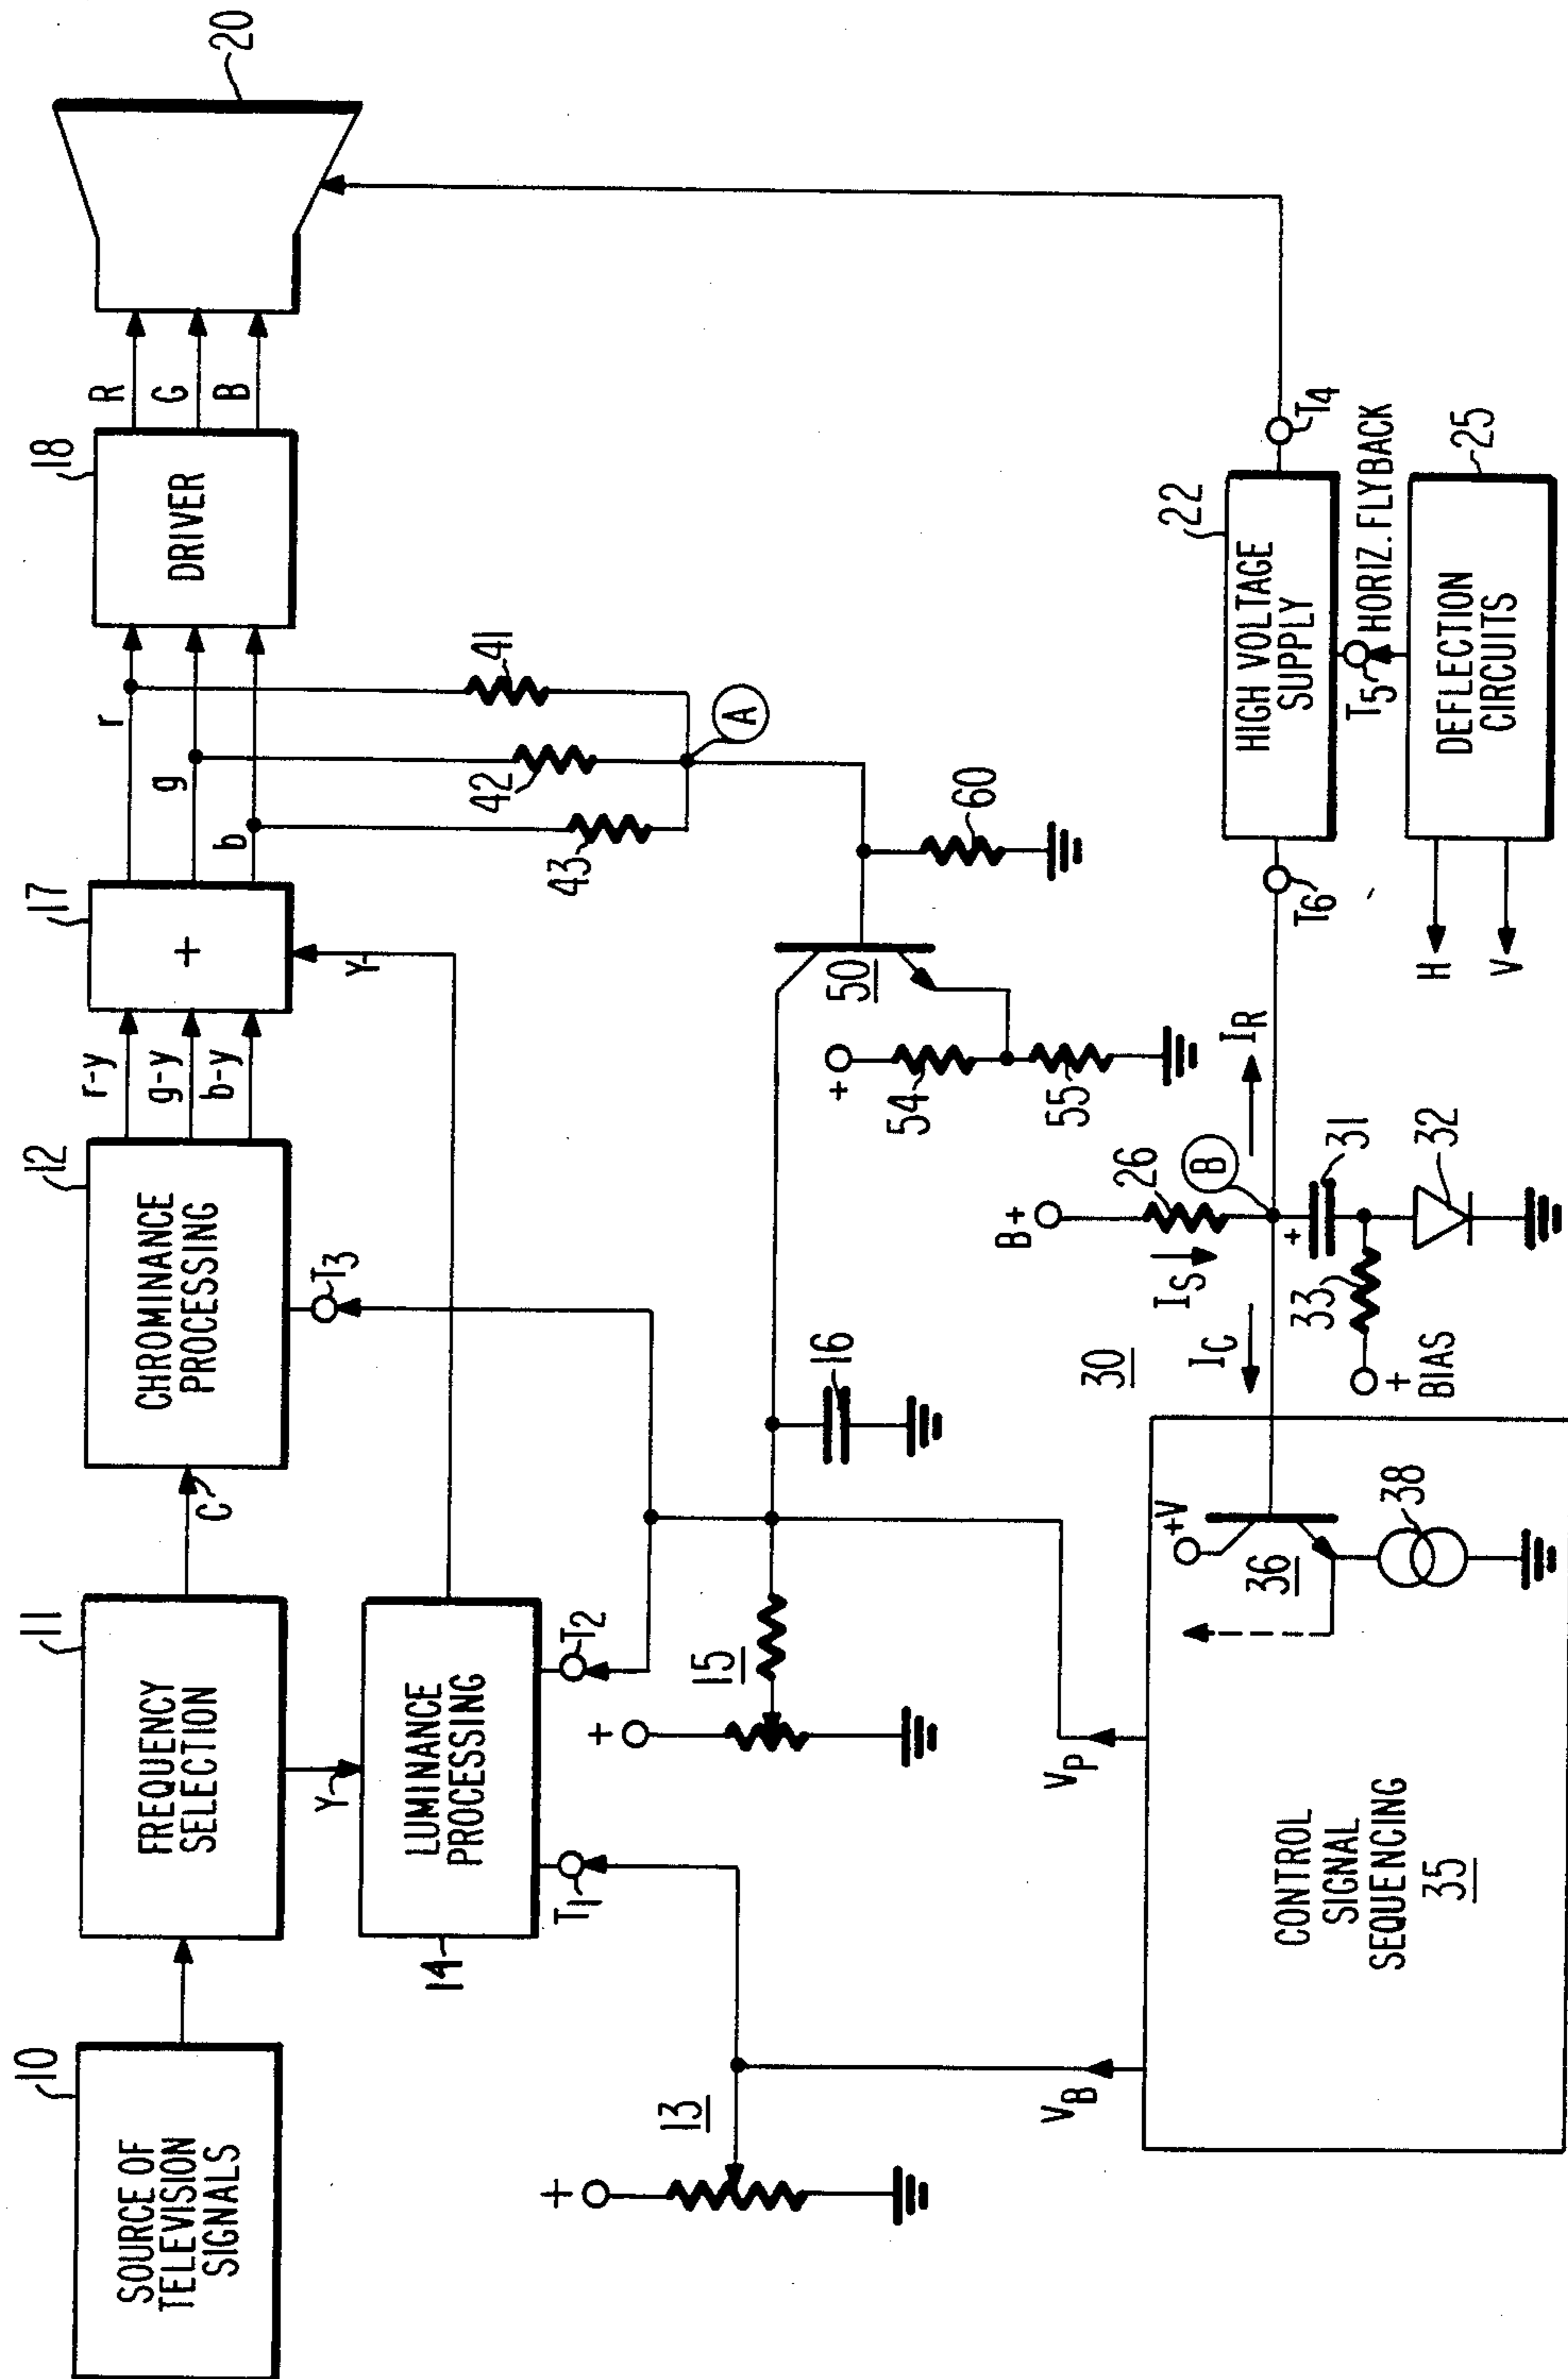 10
SOURCE OF
TELEVISION
SIGNALS
11
FREQUENCY
SELECTION
C
Y
12
CHROMINANCE
PROCESSING
T3
r-y
g-y
b-y
17
+
Y
r
g
b
18
DRIVER
R
G
B
20
14
LUMINANCE
PROCESSING
T1
T2
13
+
15
+
16
41
42
43
A
50
60
+
54
55
VB
VP
CONTROL
SIGNAL
SEQUENCING
35
+V
36
38
30
IC
IS
B+
26
B
IR
+
31
32
33
+
BIAS
T6
22
HIGH VOLTAGE
SUPPLY
T4
T5
HORIZ. FLYBACK
25
DEFLECTION
CIRCUITS
H
V